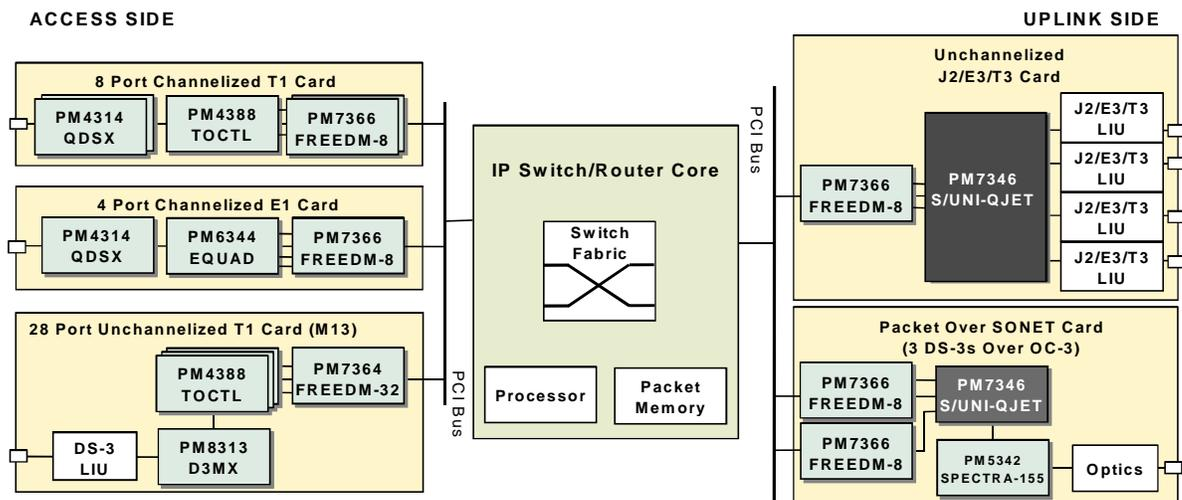 ACCESS SIDE
UPLINK SIDE
8 Port Channelized T1 Card
PM4314
QDSX
PM4388
TOCTL
PM7366
FREEDM-8
4 Port Channelized E1 Card
PM4314
QDSX
PM6344
EQUAD
PM7366
FREEDM-8
28 Port Unchannelized T1 Card (M13)
PM4388
TOCTL
PM7364
FREEDM-32
DS-3
LIU
PM8313
D3MX
PCI Bus
IP Switch/Router Core
Switch
Fabric
Processor
Packet
Memory
PCI Bus
Unchannelized
J2/E3/T3 Card
PM7366
FREEDM-8
PM7346
S/UNI-QJET
J2/E3/T3
LIU
J2/E3/T3
LIU
J2/E3/T3
LIU
J2/E3/T3
LIU
Packet Over SONET Card
(3 DS-3s Over OC-3)
PM7366
FREEDM-8
PM7346
S/UNI-QJET
PM7366
FREEDM-8
PM5342
SPECTRA-155
Optics